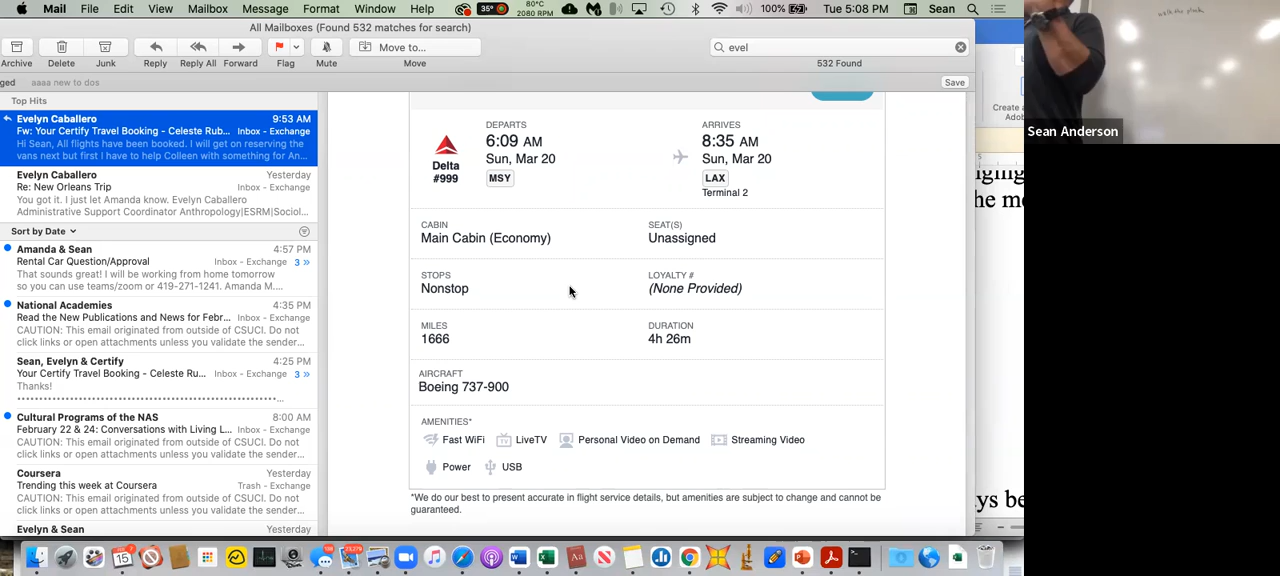 Mail File Edit View Mailbox Message Format Window Help 35° 60°C 2080 RPM 100% Tue 5:08 PM Sean
All Mailboxes (Found 532 matches for search)
Archive Delete Junk Reply Reply All Forward Flag Mute Move to... Move
evel
532 Found
ged aaaa new to dos Save
Top Hits
Evelyn Caballero 9:53 AM
Fw: Your Certify Travel Booking - Celeste Rub... Inbox - Exchange
Hi Sean, All flights have been booked. I will get on reserving the
vans next but first I have to help Colleen with something for An...
Evelyn Caballero Yesterday
Re: New Orleans Trip Inbox - Exchange
You got it. I just let Amanda know. Evelyn Caballero
Administrative Support Coordinator Anthropology|ESRM|Sociol...
Sort by Date
Amanda & Sean 4:57 PM
Rental Car Question/Approval Inbox - Exchange 3 »
That sounds great! I will be working from home tomorrow
so you can use teams/zoom or 419-271-1241. Amanda M....
National Academies 4:35 PM
Read the New Publications and News for Febr... Inbox - Exchange
CAUTION: This email originated from outside of CSUCI. Do not
click links or open attachments unless you validate the sender...
Sean, Evelyn & Certify 4:25 PM
Your Certify Travel Booking - Celeste Ru... Inbox - Exchange 3 »
Thanks!
Cultural Programs of the NAS 8:00 AM
February 22 & 24: Conversations with Living L... Inbox - Exchange
CAUTION: This email originated from outside of CSUCI. Do not
click links or open attachments unless you validate the sender...
Coursera Yesterday
Trending this week at Coursera Trash - Exchange
CAUTION: This email originated from outside of CSUCI. Do not
click links or open attachments unless you validate the sender...
Evelyn & Sean Yesterday
DEPARTS ARRIVES
6:09 AM 8:35 AM
Sun, Mar 20 Sun, Mar 20
Delta
#999
MSY LAX
Terminal 2
CABIN SEAT(S)
Main Cabin (Economy) Unassigned
STOPS LOYALTY #
Nonstop (None Provided)
MILES DURATION
1666 4h 26m
AIRCRAFT
Boeing 737-900
AMENITIES*
Fast WiFi LiveTV Personal Video on Demand Streaming Video
Power USB
*We do our best to present accurate in flight service details, but amenities are subject to change and cannot be
guaranteed.
Create a
Adob
he m
ys be
walk the plank
Sean Anderson